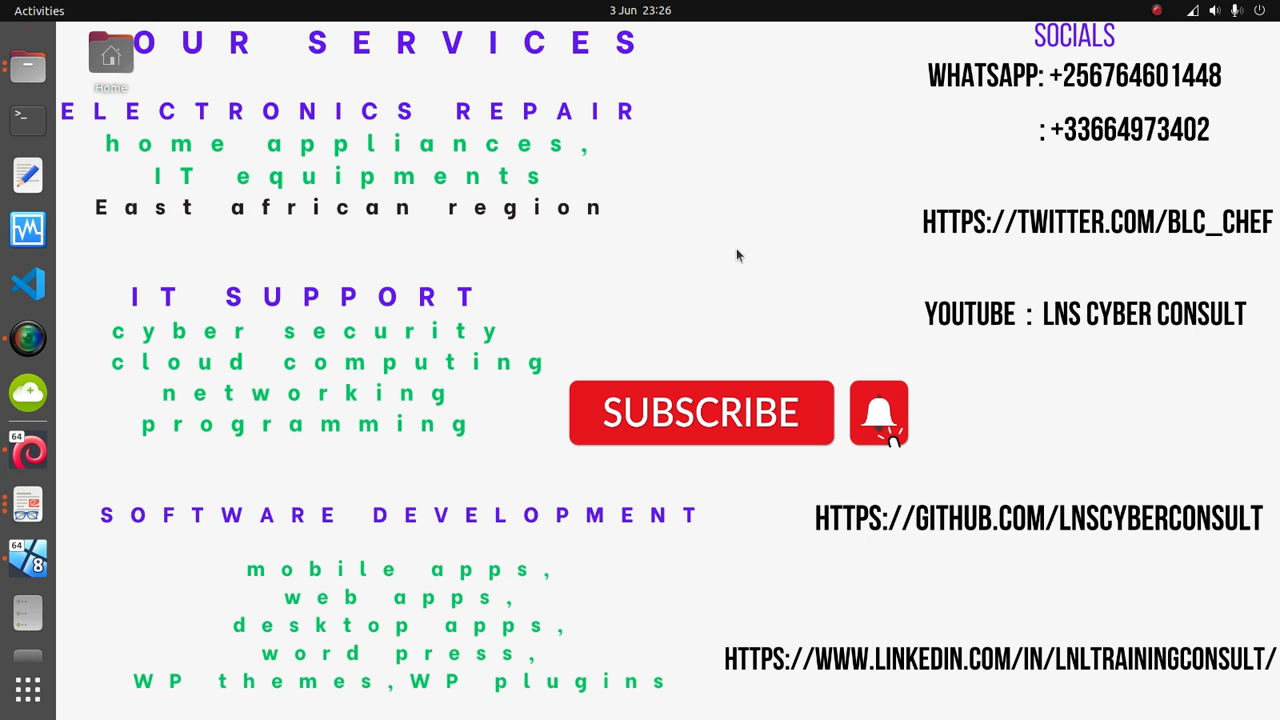 Activities
3 Jun 23:26
OUR SERVICES
Home
ELECTRONICS REPAIR
home appliances,
IT equipments
East african region
IT SUPPORT
cyber security
cloud computing
networking
programming
SOFTWARE DEVELOPMENT
mobile apps,
web apps,
desktop apps,
word press,
WP themes,WP plugins
SUBSCRIBE
SOCIALS
WHATSAPP: +256764601448
: +33664973402
HTTPS://TWITTER.COM/BLC_CHEF
YOUTUBE : LNS CYBER CONSULT
HTTPS://GITHUB.COM/LNSCYBERCONSULT
HTTPS://WWW.LINKEDIN.COM/IN/LNLTRAININGCONSULT/
64
64
8